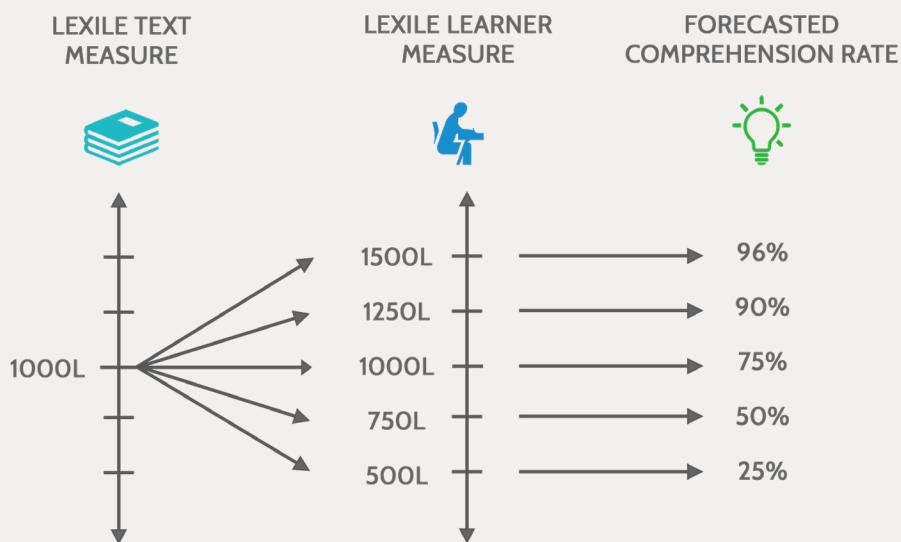 LEXILE TEXT
MEASURE
LEXILE LEARNER
MEASURE
FORECASTED
COMPREHENSION RATE
1500L
96%
1250L
90%
1000L
1000L
75%
750L
50%
500L
25%